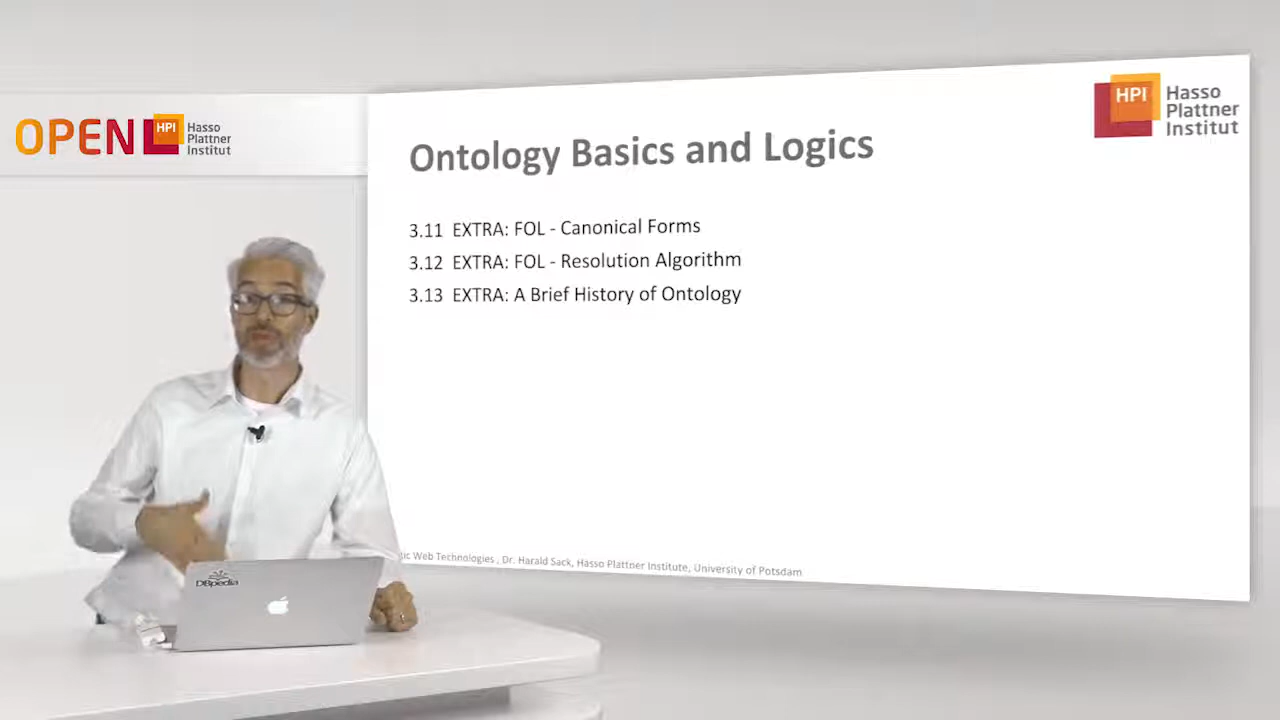 OPEN HPI Hasso
Plattner
Institut
HPI Hasso
Plattner
Institut
Ontology Basics and Logics
3.11 EXTRA: FOL - Canonical Forms
3.12 EXTRA: FOL - Resolution Algorithm
3.13 EXTRA: A Brief History of Ontology
tic Web Technologies , Dr. Harald Sack, Hasso Plattner Institute, University of Potsdam
DBpedia